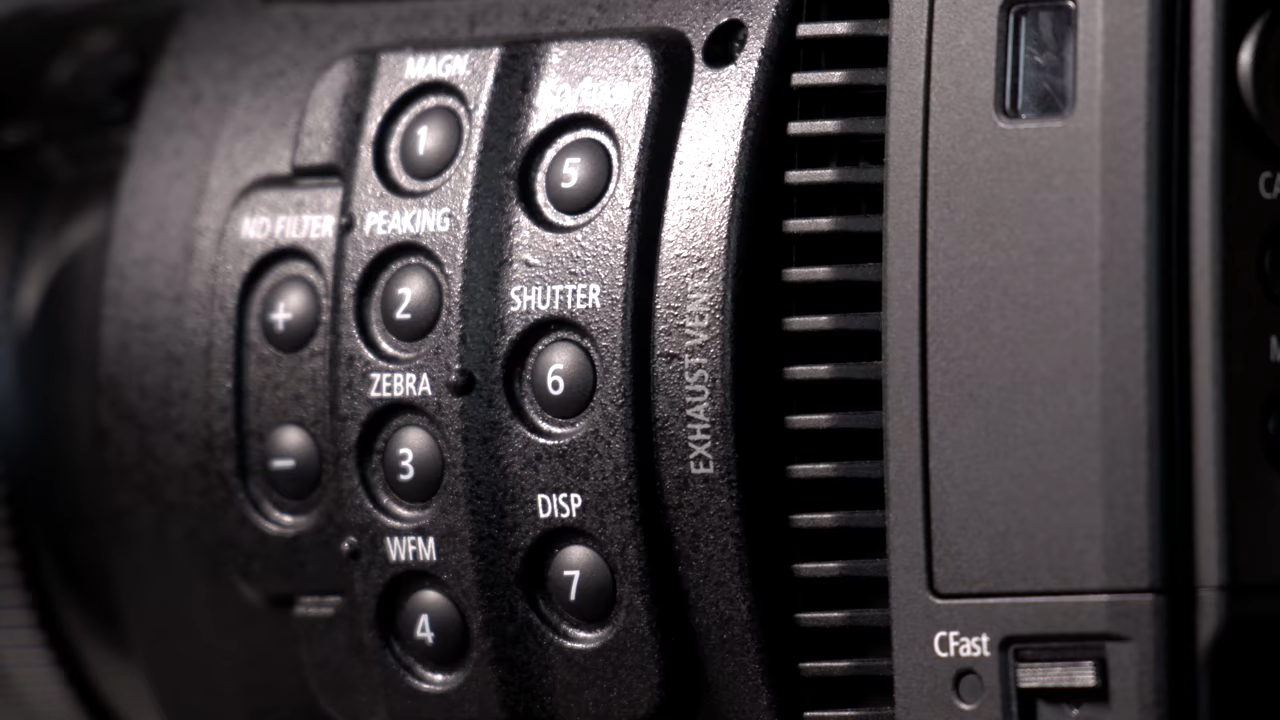 MAGN.
1
5
ND FILTER
PEAKING
+
2
SHUTTER
ZEBRA
6
-
3
EXHAUST VENT
DISP
WFM
7
4
CFast